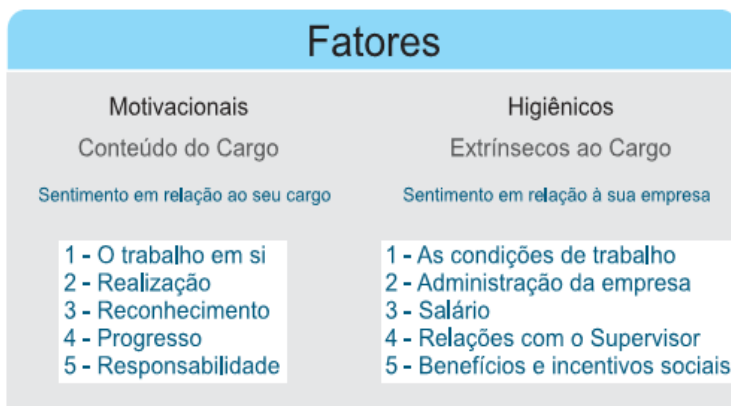 Fatores
Motivacionais
Conteúdo do Cargo
Sentimento em relação ao seu cargo
1 - O trabalho em si
2 - Realização
3 - Reconhecimento
4 - Progresso
5 - Responsabilidade
Higiênicos
Extrínsecos ao Cargo
Sentimento em relação à sua empresa
1 - As condições de trabalho
2 - Administração da empresa
3 - Salário
4 - Relações com o Supervisor
5 - Benefícios e incentivos sociais